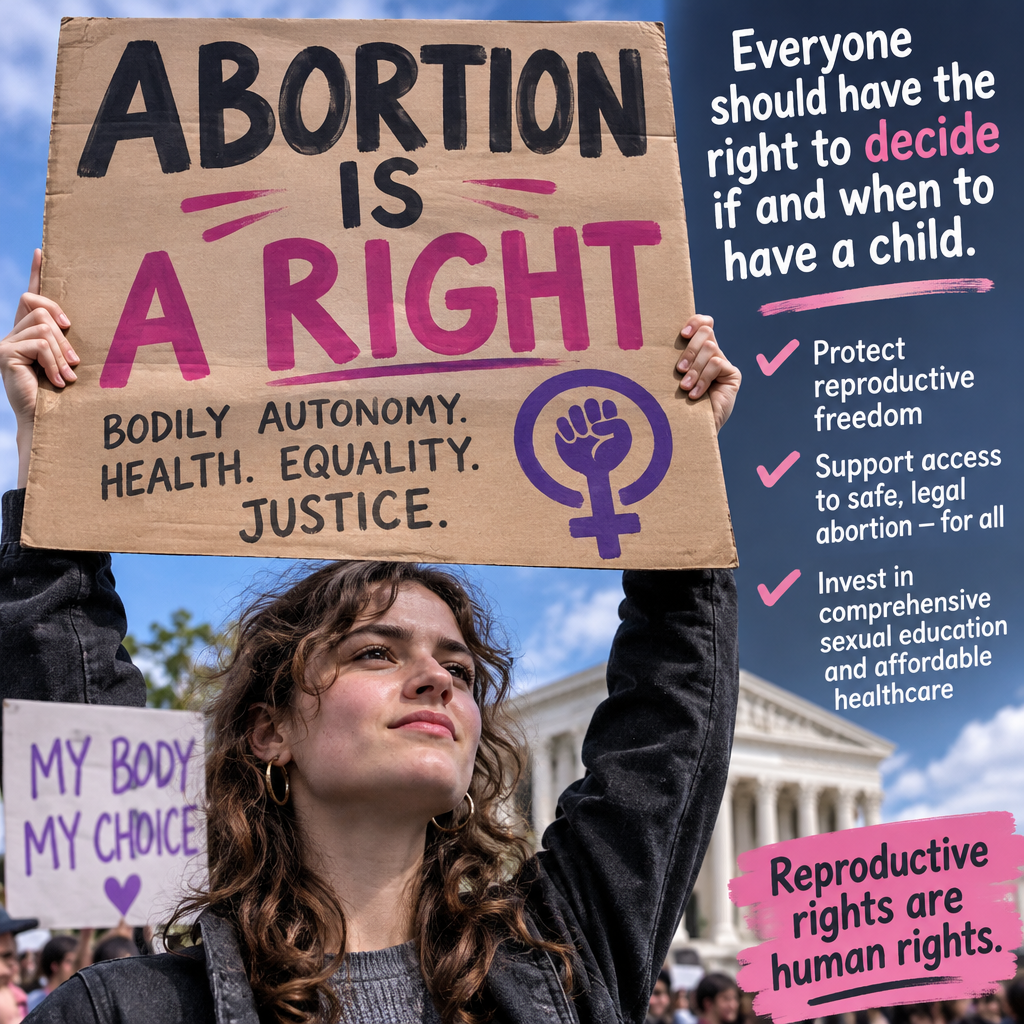 ABORTION
IS
A RIGHT
BODILY AUTONOMY.
HEALTH. EQUALITY.
JUSTICE.
MY BODY
MY CHOICE
Everyone
should have the
right to decide
if and when to
have a child.
Protect
reproductive
freedom
Support access
to safe, legal
abortion – for all
Invest in
comprehensive
sexual education
and affordable
healthcare
Reproductive
rights are
human rights.